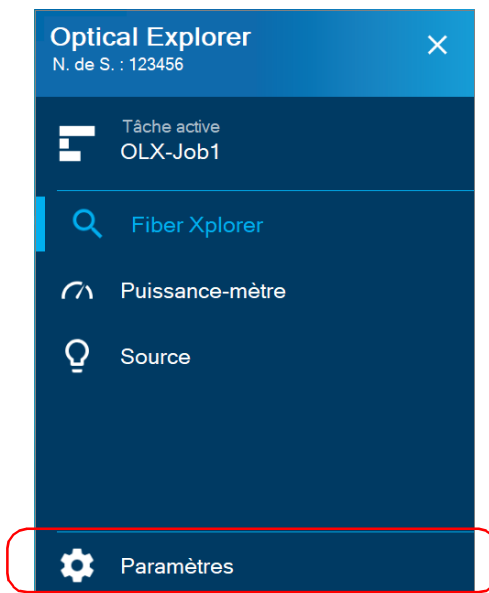 Optical Explorer
N. de S. : 123456
Tâche active
OLX-Job1
Fiber Xplorer
Puissance-mètre
Source
Paramètres